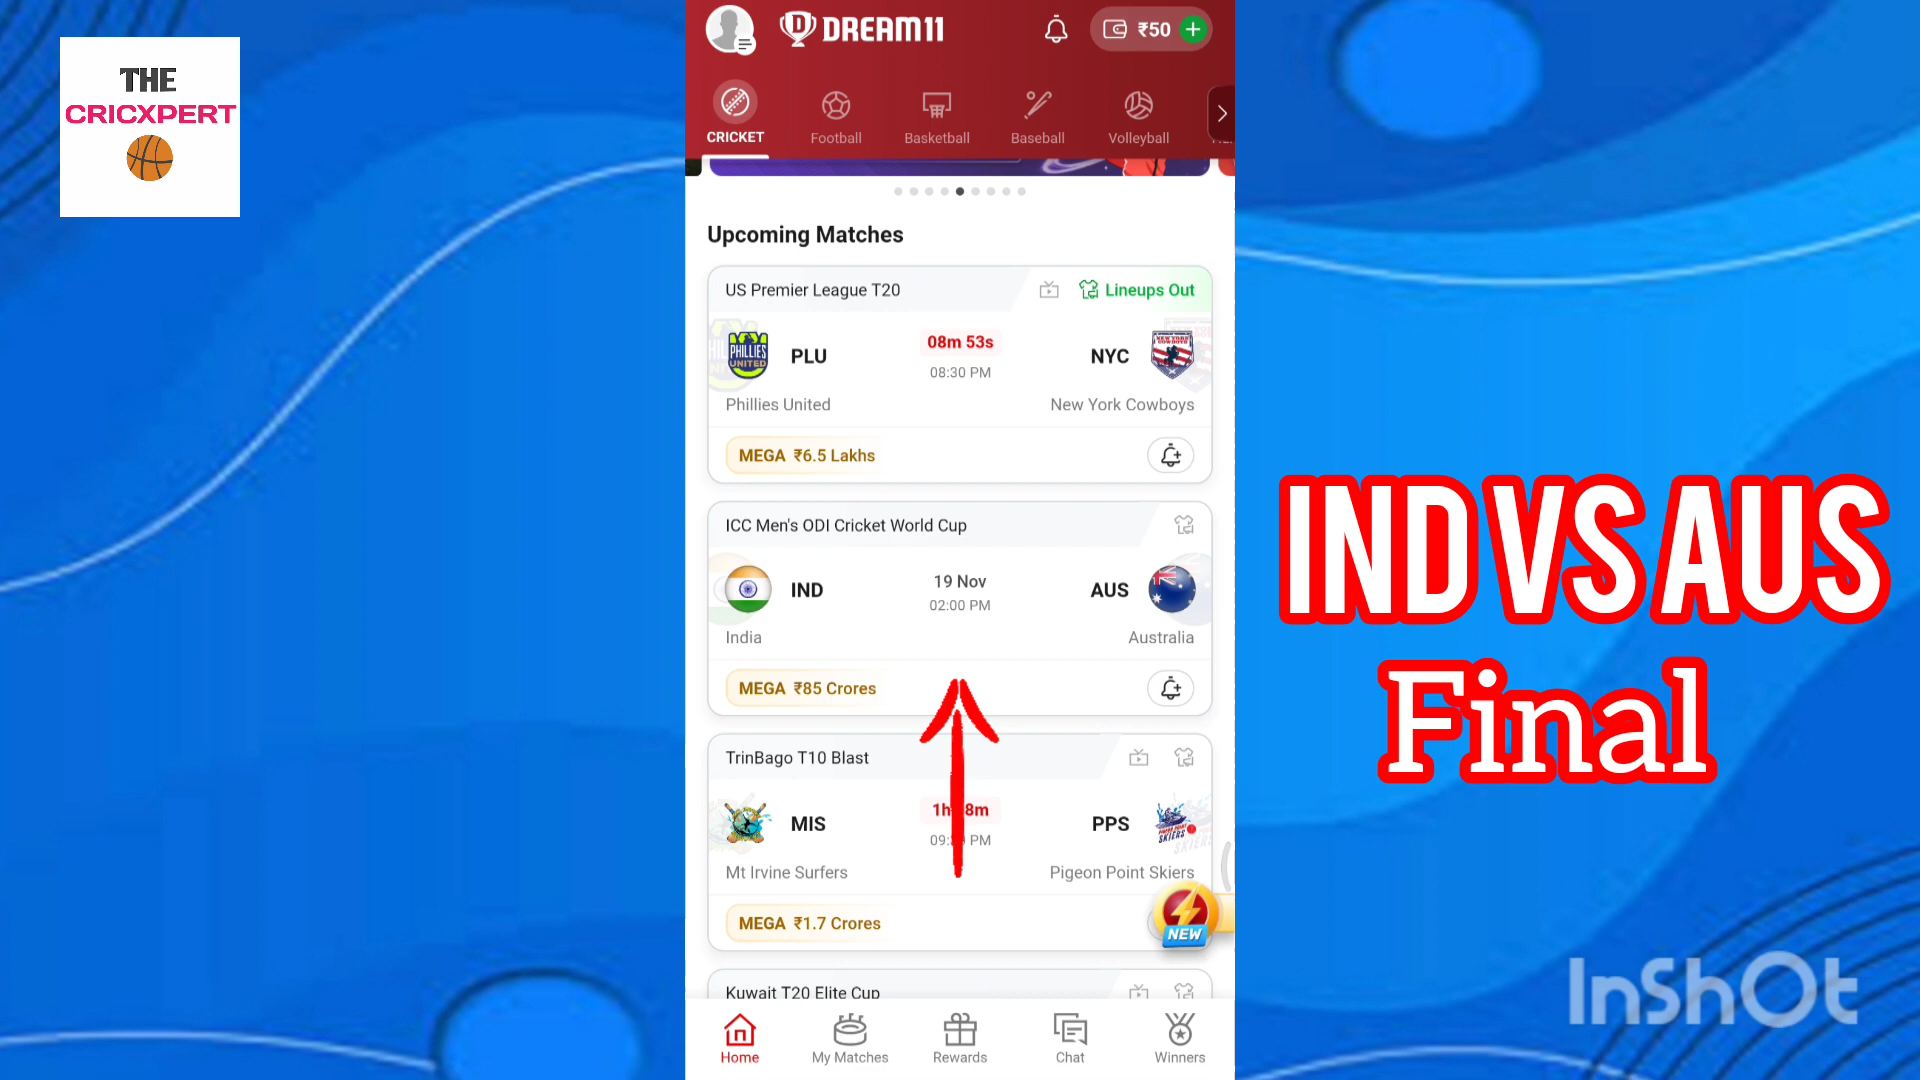 THE
CRICXPERT
DREAM11
₹50
CRICKET
Football
Basketball
Baseball
Volleyball
Upcoming Matches
US Premier League T20
Lineups Out
PHILLIES
UNITED
PLU
08m 53s
NYC
08:30 PM
Phillies United
New York Cowboys
MEGA ₹6.5 Lakhs
ICC Men's ODI Cricket World Cup
IND
19 Nov
AUS
02:00 PM
India
Australia
MEGA ₹85 Crores
TrinBago T10 Blast
MIS
PPS
PM
SKIERS
Mt Irvine Surfers
Pigeon Point Skiers
MEGA ₹1.7 Crores
NEW
Kuwait T20 Elite Cup
Home
My Matches
Rewards
Chat
Winners
IND VS AUS
Final
InShOt